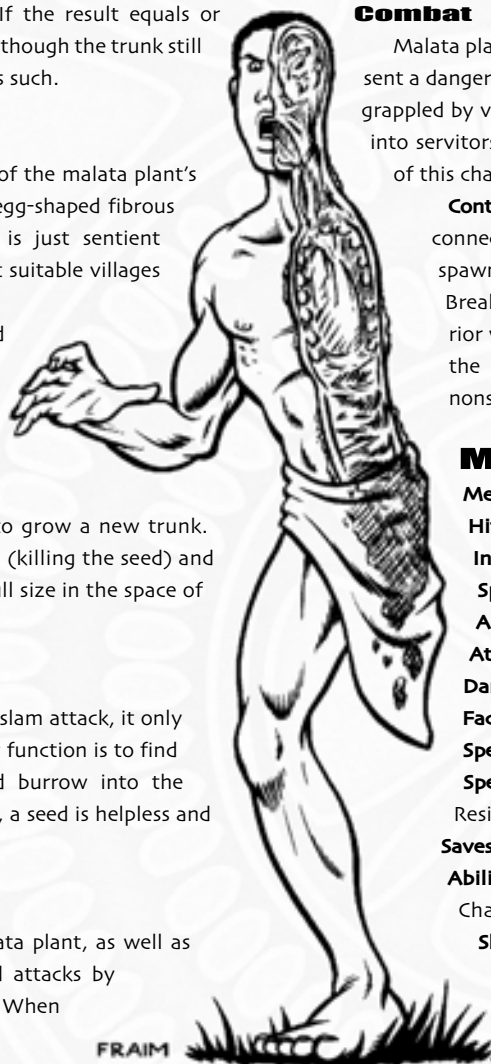 If the result equals or
though the trunk still
s such.
of the malata plant's
egg-shaped fibrous
is just sentient
t suitable villages
d
to grow a new trunk.
(killing the seed) and
ll size in the space of
slam attack, it only
function is to find
d burrow into the
, a seed is helpless and
ata plant, as well as
l attacks by
When
FRAIM
Combat
Malata pla
sent a danger
grappled by v
into servitors
of this cha
Cont
connec
spawn
Break
rior v
the
nons
M
Me
Hi
In
Sp
A
At
Da
Fac
Spe
Spe
Resi
Saves
Abili
Cha
Sk